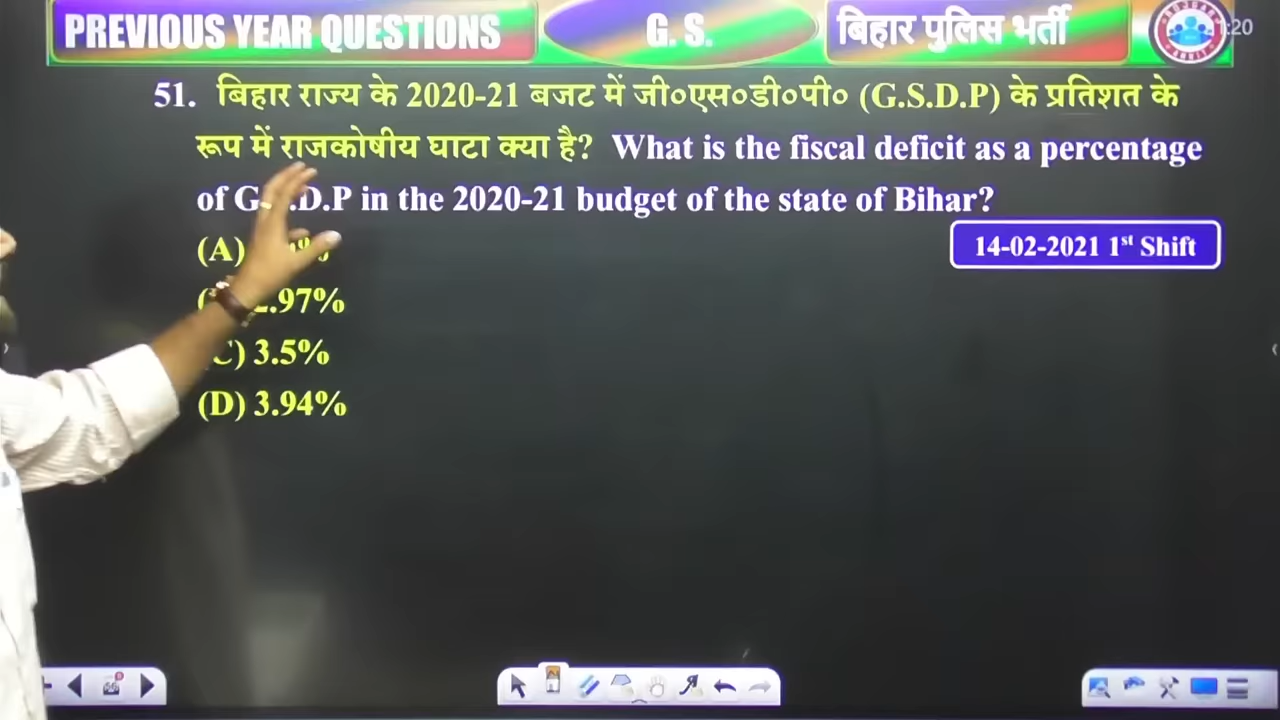 PREVIOUS YEAR QUESTIONS
G. S.
बिहार पुलिस भर्ती
:20
51. बिहार राज्य के 2020-21 बजट में जी०एस०डी०पी० (G.S.D.P) के प्रतिशत के
रूप में राजकोषीय घाटा क्या है? What is the fiscal deficit as a percentage
of G .D.P in the 2020-21 budget of the state of Bihar?
(A) %
14-02-2021 1st Shift
.97%
C) 3.5%
(D) 3.94%